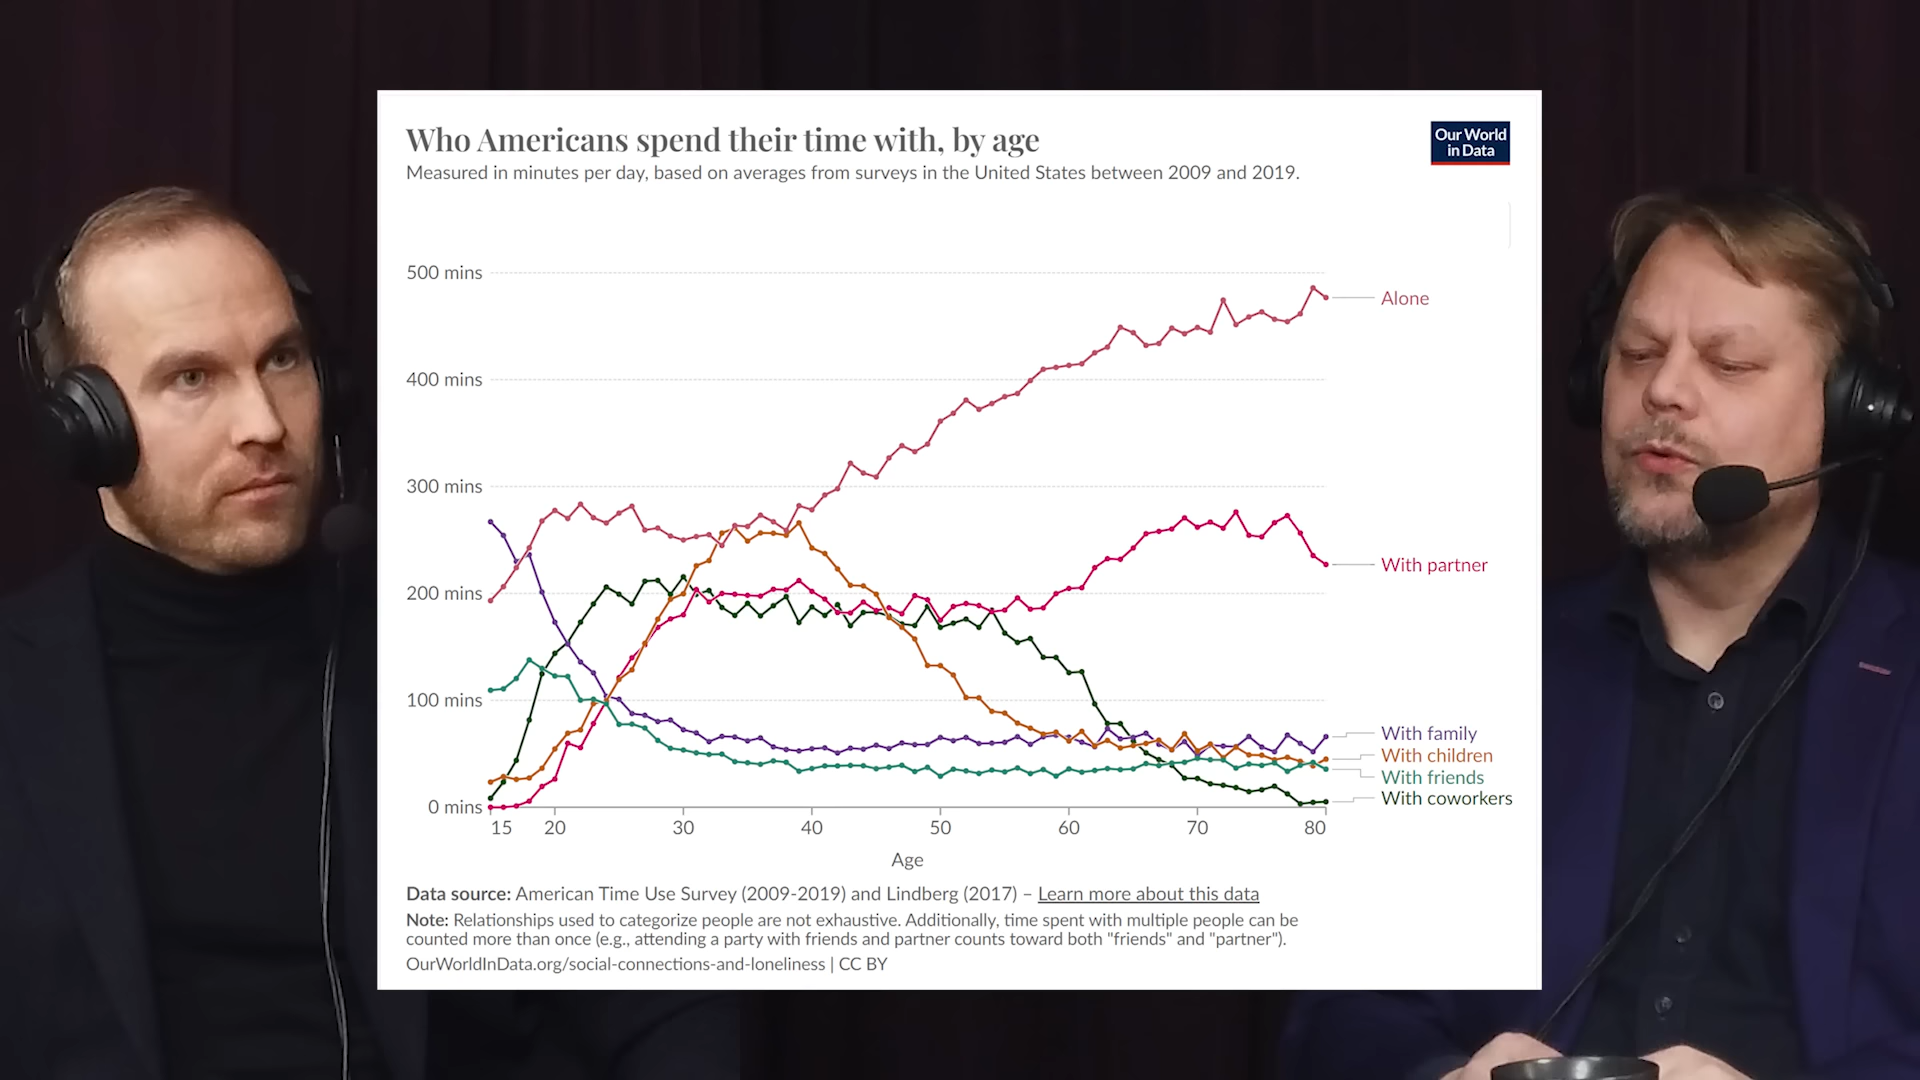 Who Americans spend their time with, by age
Our World
in Data
Measured in minutes per day, based on averages from surveys in the United States between 2009 and 2019.
500 mins
Alone
400 mins
300 mins
With partner
200 mins
100 mins
With family
With children
With friends
With coworkers
0 mins
15 20 30 40 50 60 70 80
Age
Data source: American Time Use Survey (2009-2019) and Lindberg (2017) – Learn more about this data
Note: Relationships used to categorize people are not exhaustive. Additionally, time spent with multiple people can be
counted more than once (e.g., attending a party with friends and partner counts toward both "friends" and "partner").
OurWorldInData.org/social-connections-and-loneliness | CC BY